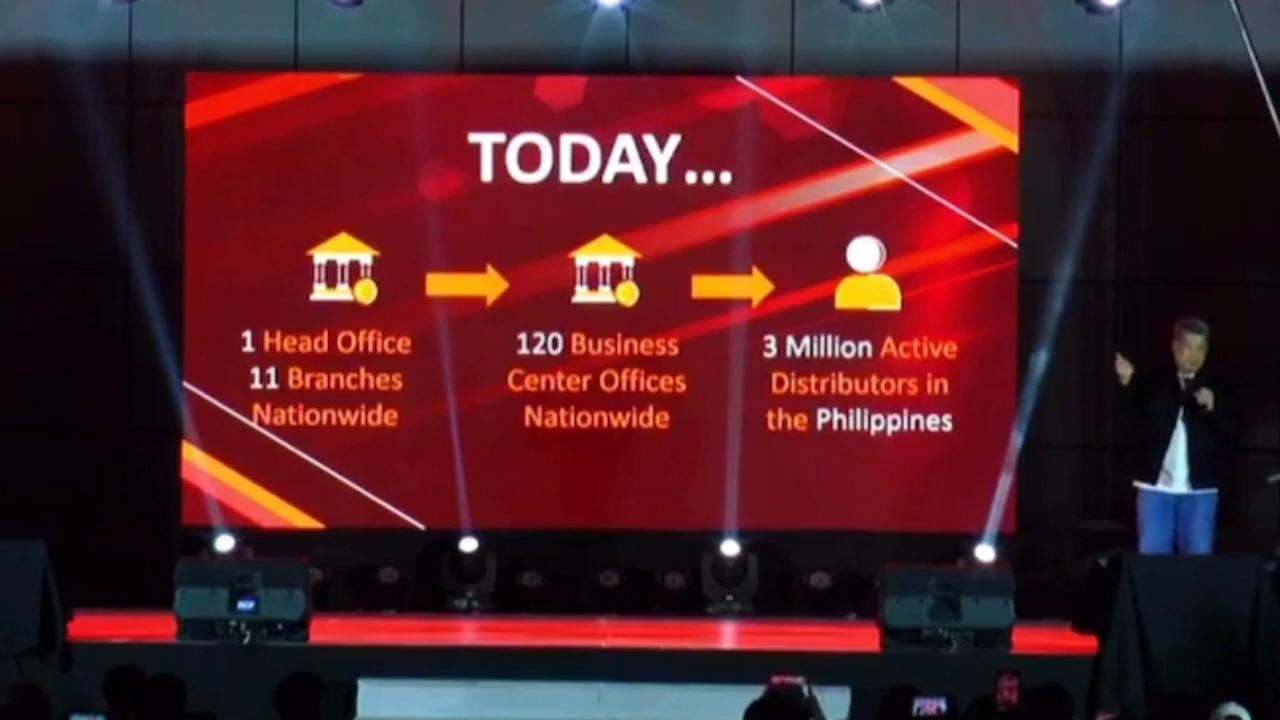 TODAY...
1 Head Office
11 Branches
Nationwide
120 Business
Center Offices
Nationwide
3 Million Active
Distributors in
the Philippines